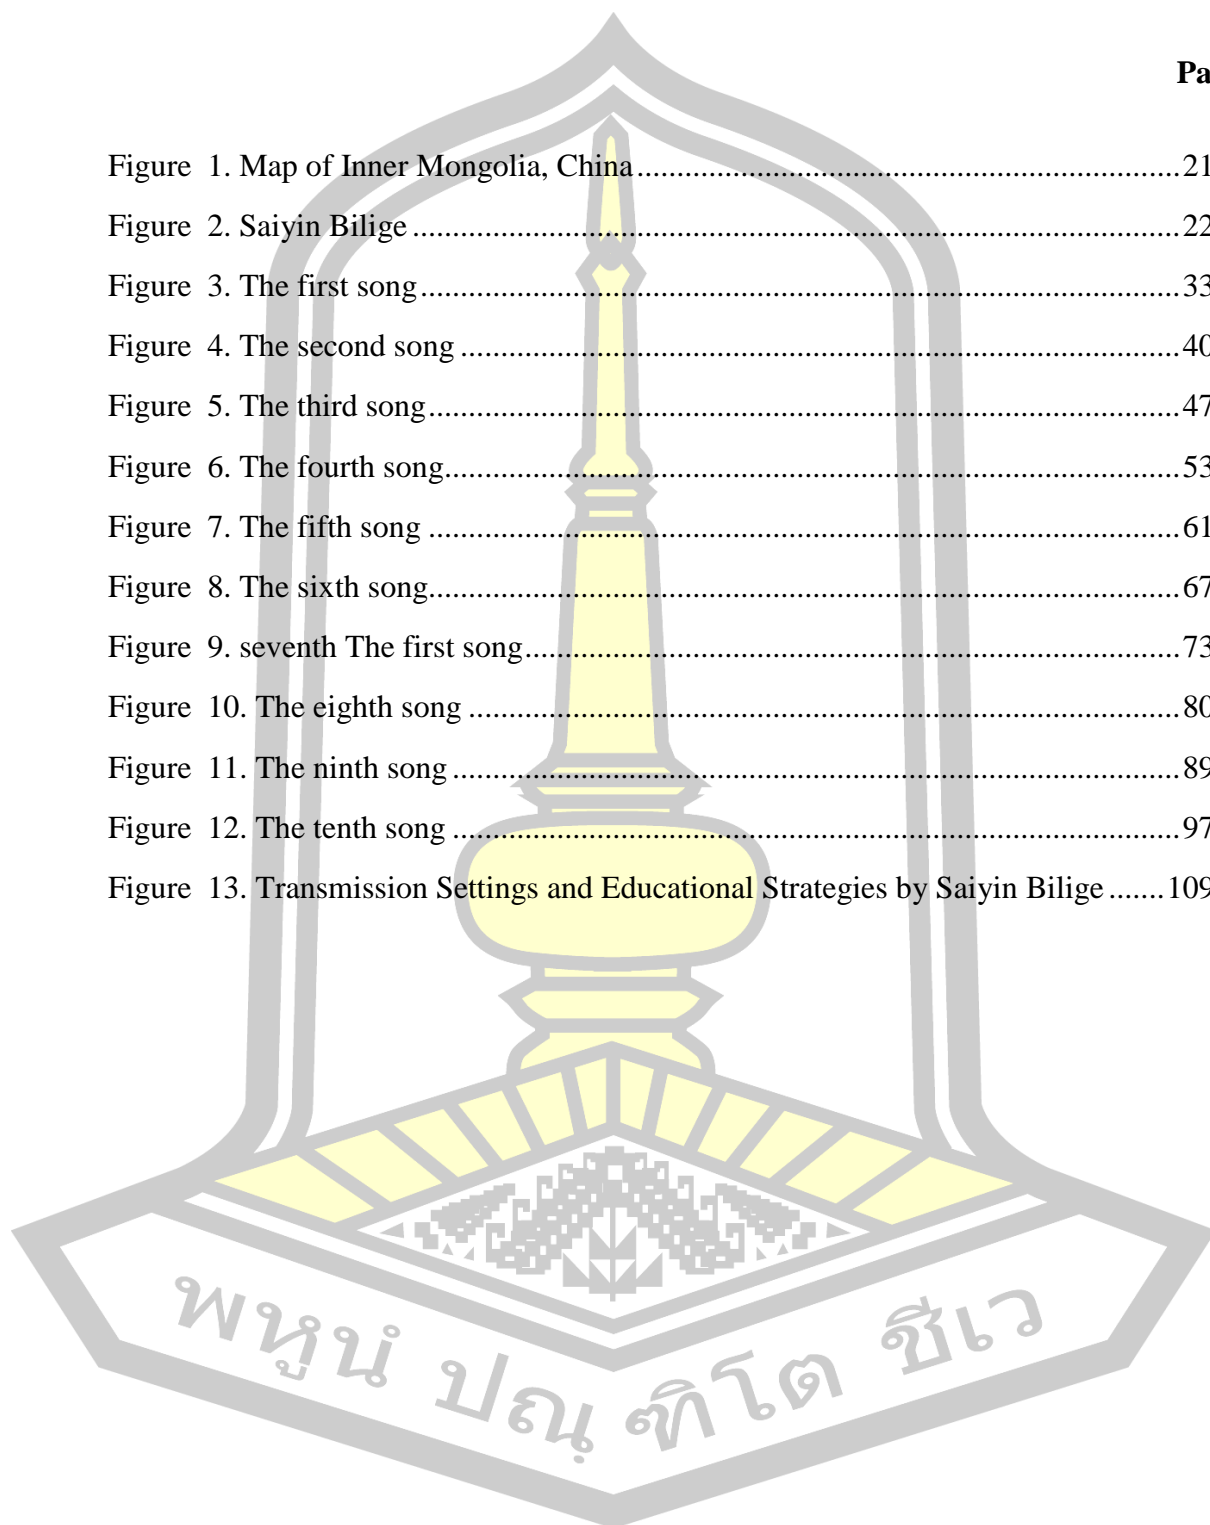 Pa
Figure 1. Map of Inner Mongolia, China ........................................ 21
Figure 2. Saiyin Bilige ........................................ 22
Figure 3. The first song ........................................ 33
Figure 4. The second song ........................................ 40
Figure 5. The third song ........................................ 47
Figure 6. The fourth song ........................................ 53
Figure 7. The fifth song ........................................ 61
Figure 8. The sixth song ........................................ 67
Figure 9. seventh The first song ........................................ 73
Figure 10. The eighth song ........................................ 80
Figure 11. The ninth song ........................................ 89
Figure 12. The tenth song ........................................ 97
Figure 13. Transmission Settings and Educational Strategies by Saiyin Bilige ....... 109
พหูนํ ปณฺฑิโต ชีเว